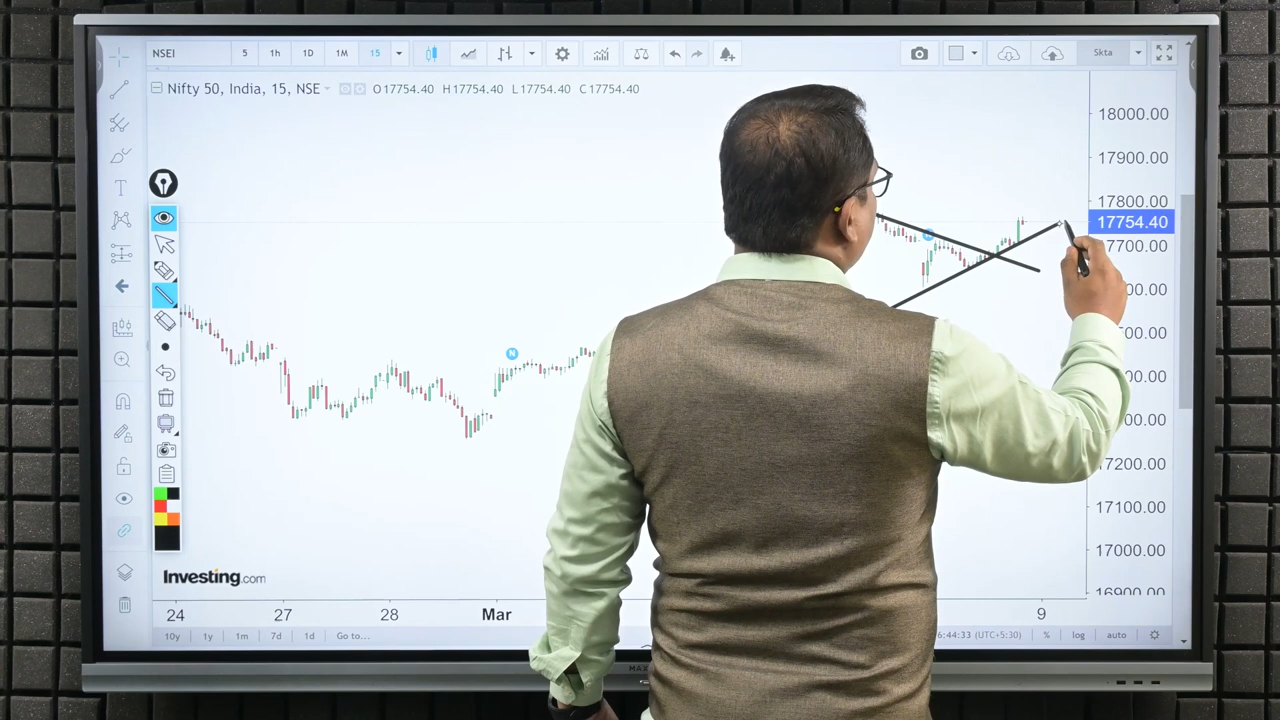 NSEI 5 1h 1D 1M 15 5kta
Nifty 50, India, 15, NSE O17754.40 H17754.40 L17754.40 C17754.40
18000.00
17900.00
17800.00
17754.40
17700.00
T
N
17200.00
17100.00
17000.00
16900.00
Investing.com
24 27 28 Mar 9
10y 1y 1m 7d 1d Go to... 6:44:33 (UTC+5:30) % log auto